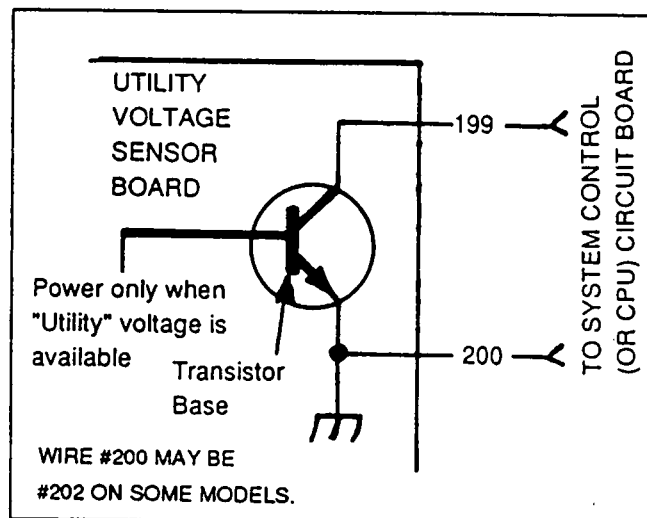 UTILITY
VOLTAGE
SENSOR
BOARD
199
TO SYSTEM CONTROL
(OR CPU) CIRCUIT BOARD
Power only when
"Utility" voltage is
available
Transistor
Base
200
WIRE #200 MAY BE
#202 ON SOME MODELS.